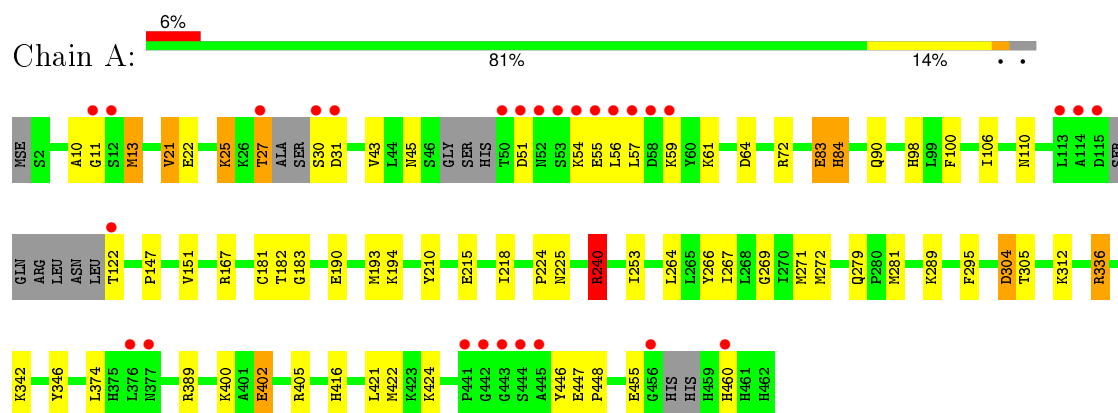 6%
Chain A:
81%
14%
MSE S2 A10 G11 S12 M13 V21 E22 K25 K26 T27 ALA SER S30 D31 V43 L44 N45 S46 GLY SER HIS T50 D51 N52 S53 K54 E55 L56 L57 D58 K59 Y60 K61 D64 R72 E83 H84 Q90 H98 L99 F100 I106 N110 L113 A114 D115 SER
GLN ARG LEU ASN LEU T122 P147 V151 R167 C181 T182 G183 E190 M193 K194 Y210 E215 I218 P224 N225 R240 I253 L264 L265 Y266 I267 L268 G269 I270 M271 M272 Q279 P280 M281 K289 F295 D304 T305 K312 R336
K342 Y346 L374 H375 L376 N377 R389 K400 A401 E402 R405 H416 L421 M422 K423 K424 P441 G442 G443 S444 A445 Y446 E447 P448 E455 G456 HIS HIS H459 H460 H461 H462